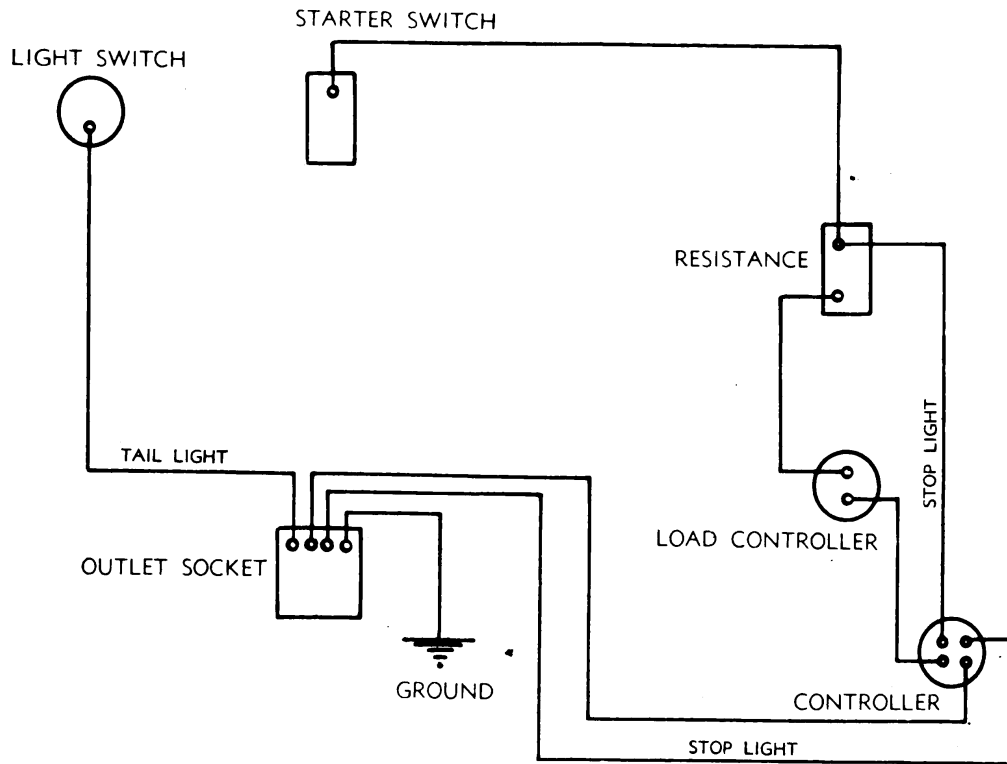 STARTER SWITCH
LIGHT SWITCH
RESISTANCE
STOP LIGHT
TAIL LIGHT
LOAD CONTROLLER
OUTLET SOCKET
GROUND
CONTROLLER
STOP LIGHT